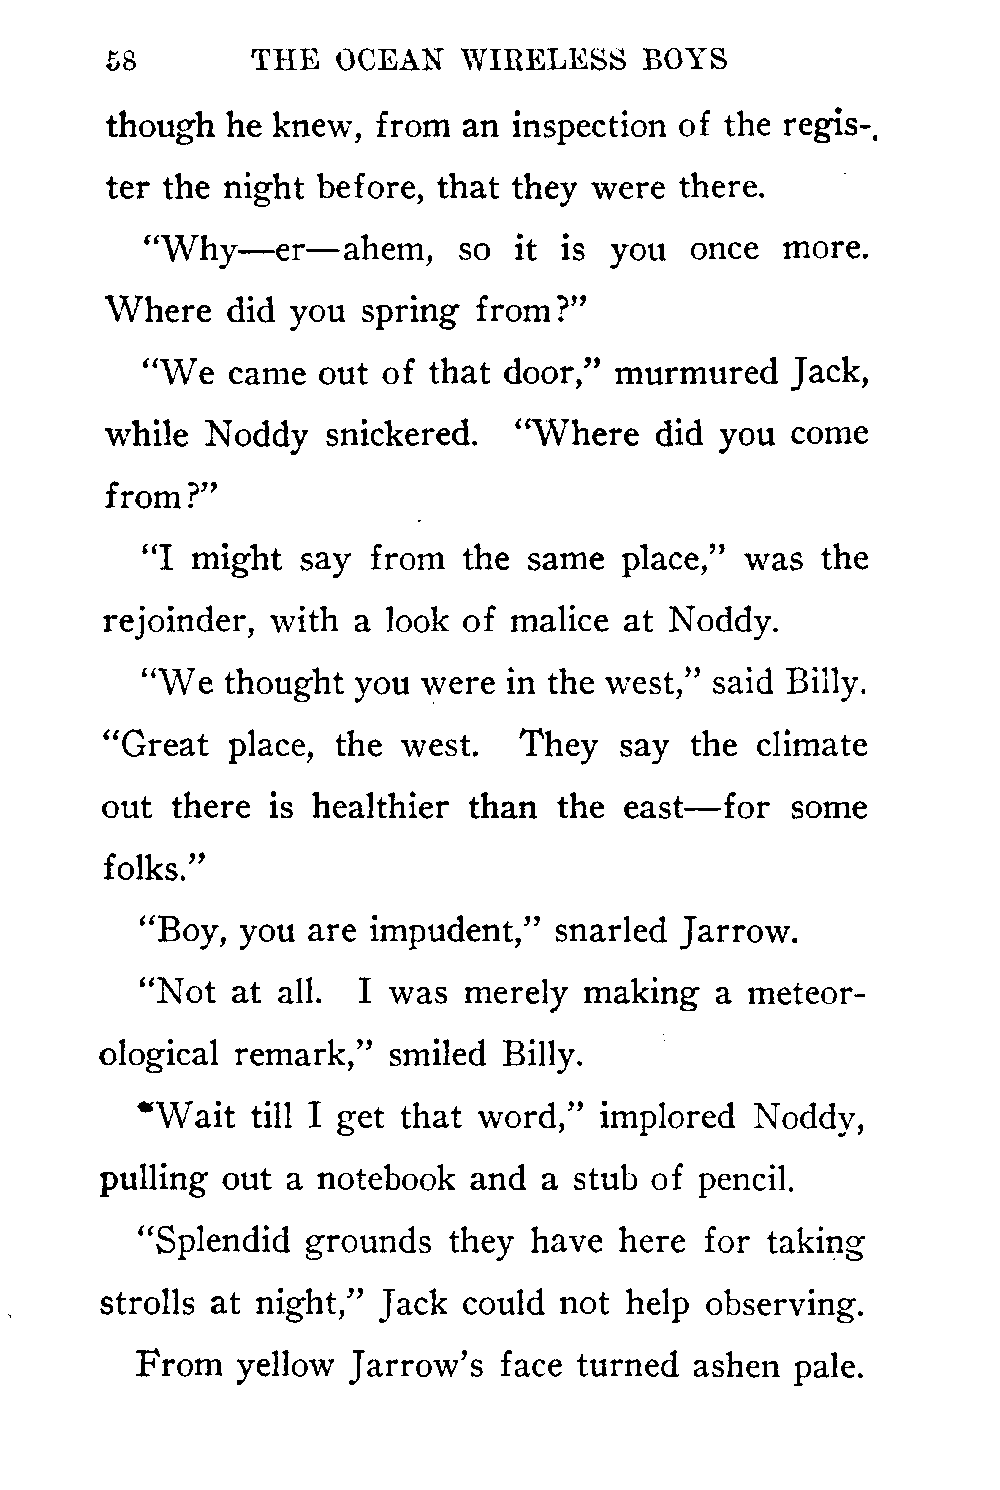 58 THE OCEAN WIRELESS BOYS
though he knew, from an inspection of the regis-
ter the night before, that they were there.
“Why—er—ahem, so it is you once more.
Where did you spring from?”
“We came out of that door,” murmured Jack,
while Noddy snickered. “Where did you come
from?”
“I might say from the same place,” was the
rejoinder, with a look of malice at Noddy.
“We thought you were in the west,” said Billy.
“Great place, the west. They say the climate
out there is healthier than the east—for some
folks.”
“Boy, you are impudent,” snarled Jarrow.
“Not at all. I was merely making a meteor-
ological remark,” smiled Billy.
“Wait till I get that word,” implored Noddy,
pulling out a notebook and a stub of pencil.
“Splendid grounds they have here for taking
strolls at night,” Jack could not help observing.
From yellow Jarrow’s face turned ashen pale.